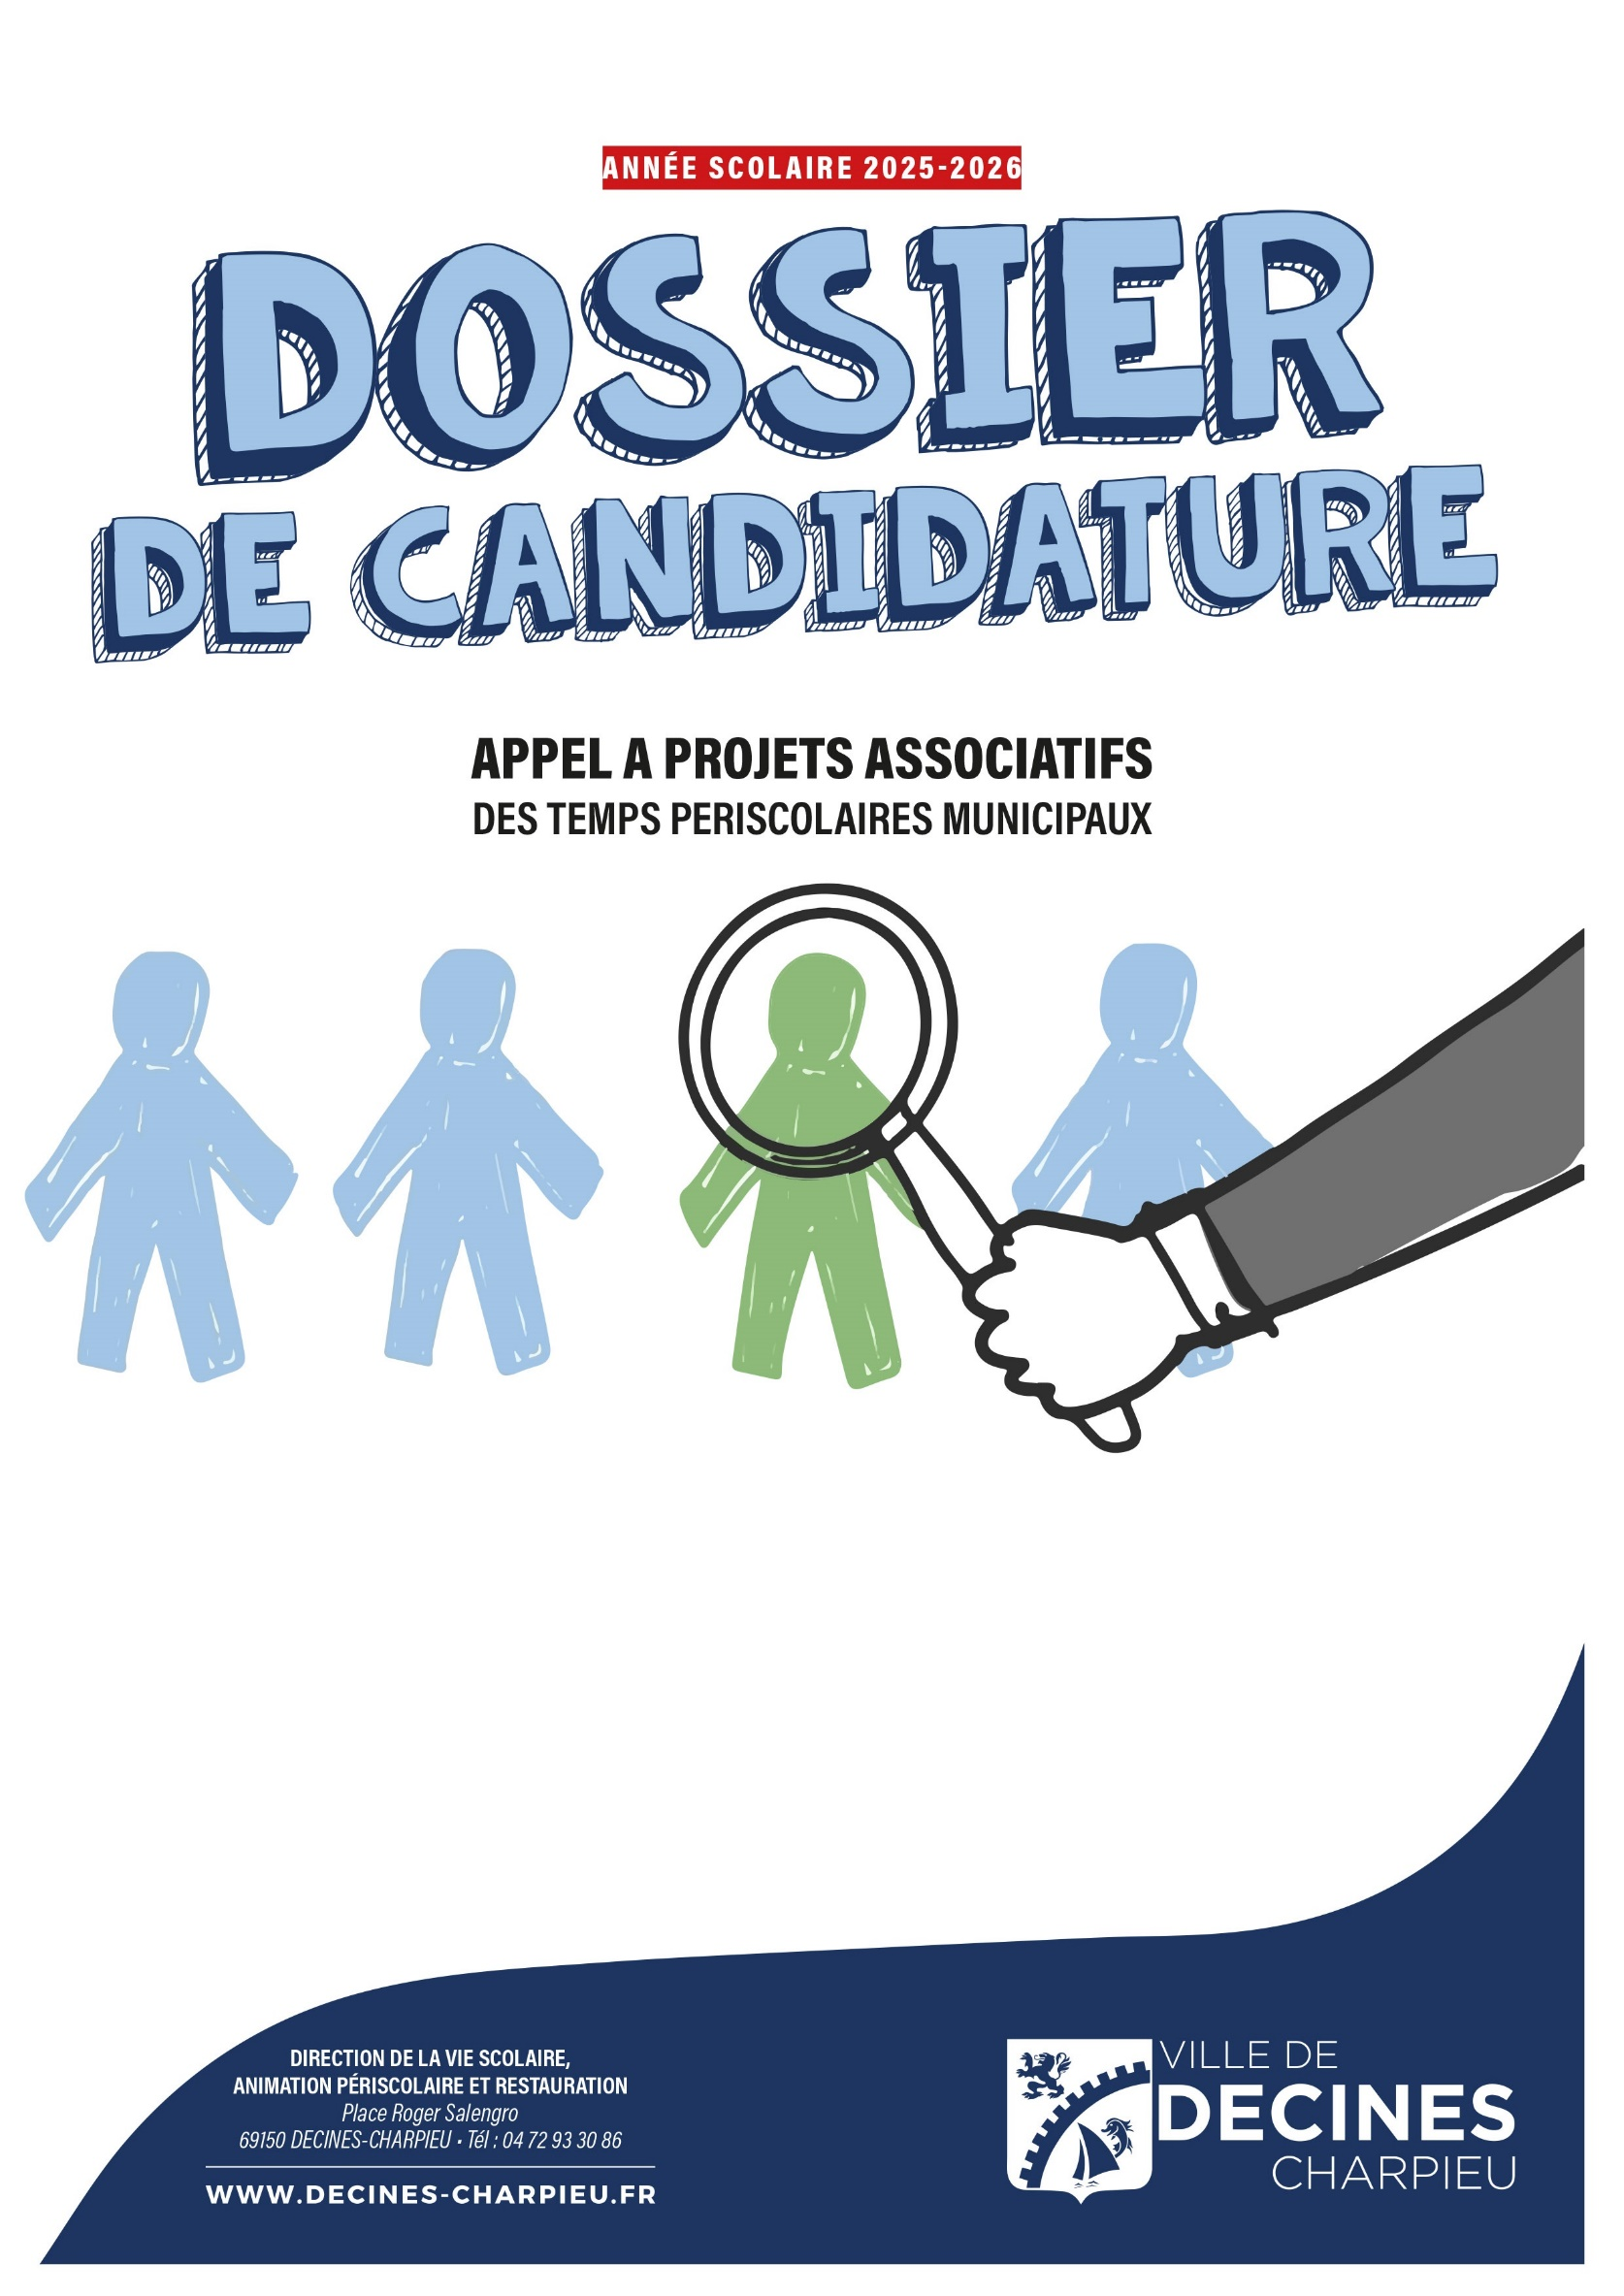 ANNÉE SCOLAIRE 2025-2026
DOSSIER
DE CANDIDATURE
APPEL A PROJETS ASSOCIATIFS
DES TEMPS PERISCOLAIRES MUNICIPAUX
DIRECTION DE LA VIE SCOLAIRE,
ANIMATION PÉRISCOLAIRE ET RESTAURATION
Place Roger Salengro
69150 DECINES-CHARPIEU • Tél : 04 72 93 30 86
WWW.DECINES-CHARPIEU.FR
VILLE DE
DECINES
CHARPIEU